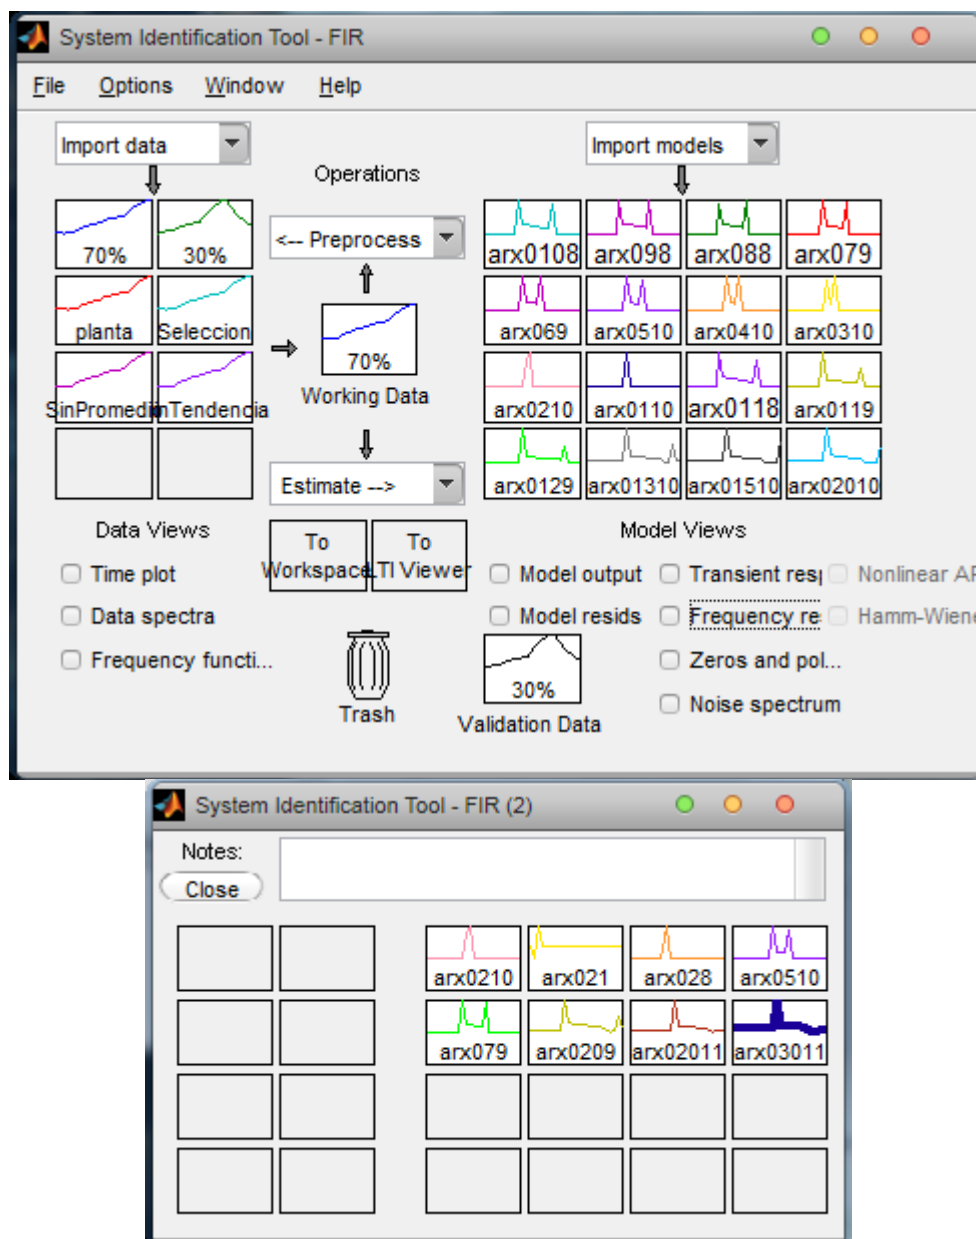 System Identification Tool - FIR
File Options Window Help
Import data
Import models
Operations
70% 30%
<-- Preprocess
arx0108 arx098 arx088 arx079
planta Seleccion
arx069 arx0510 arx0410 arx0310
70%
Working Data
SinPromedio nTendencia
arx0210 arx0110 arx0118 arx0119
Estimate -->
arx0129 arx01310 arx01510 arx02010
Data Views
Model Views
To Workspace
To LTI Viewer
Time plot
Model output
Transient resp
Nonlinear AR
Data spectra
Model resids
Frequency re
Hamm-Wiene
Frequency functi...
Zeros and pol...
30%
Noise spectrum
Trash
Validation Data
System Identification Tool - FIR (2)
Notes:
Close
arx0210 arx021 arx028 arx0510
arx079 arx0209 arx02011 arx03011